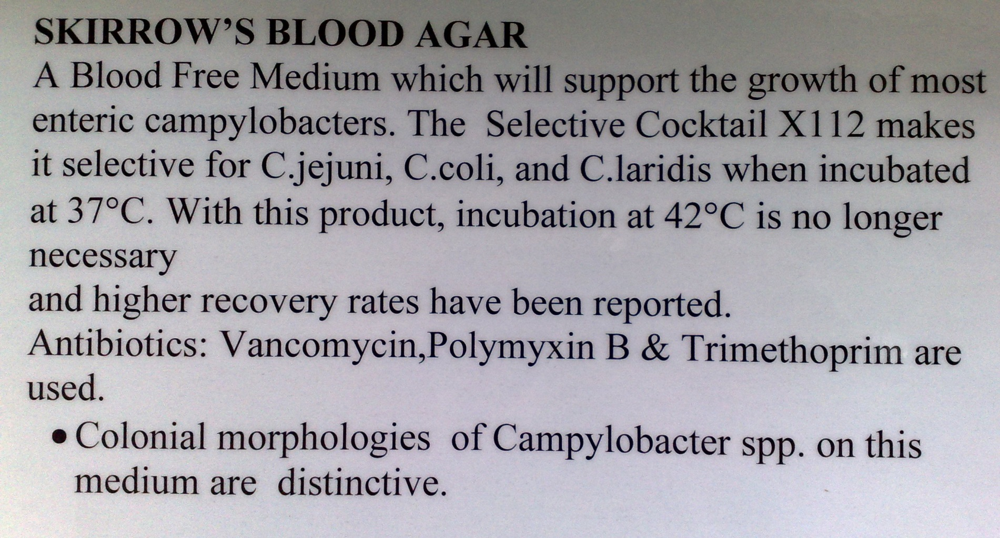 SKIRROW’S BLOOD AGAR
A Blood Free Medium which will support the growth of most
enteric campylobacters. The  Selective Cocktail X112 makes
it selective for C.jejuni, C.coli, and C.laridis when incubated
at 37°C. With this product, incubation at 42°C is no longer
necessary
and higher recovery rates have been reported.
Antibiotics: Vancomycin,Polymyxin B & Trimethoprim are
used.
• Colonial morphologies  of Campylobacter spp. on this
medium are  distinctive.